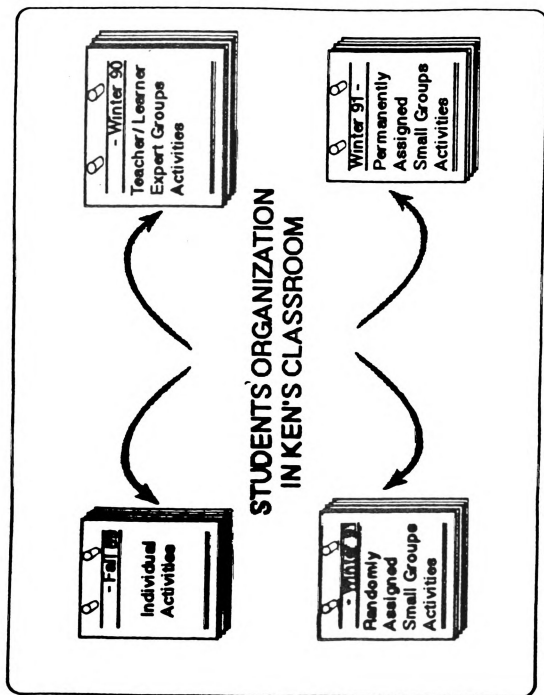 - Winter
Randomly
Assigned
Small Groups
Activities
- Fall
Individual
Activities
STUDENTS' ORGANIZATION
IN KEN'S CLASSROOM
Winter 91 -
Permanently
Assigned
Small Groups
Activities
- Winter 90
Teacher/Learner
Expert Groups
Activities